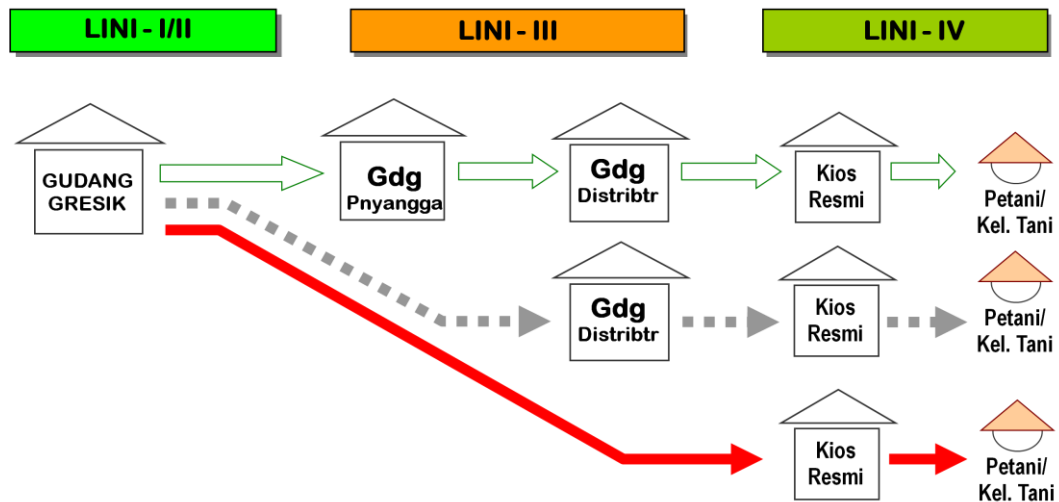 LINI - I/II
LINI - III
LINI - IV
GUDANG
GRESIK
Gdg
Pnyangga
Gdg
Distribtr
Kios
Resmi
Petani/
Kel. Tani
Gdg
Distribtr
Kios
Resmi
Petani/
Kel. Tani
Kios
Resmi
Petani/
Kel. Tani